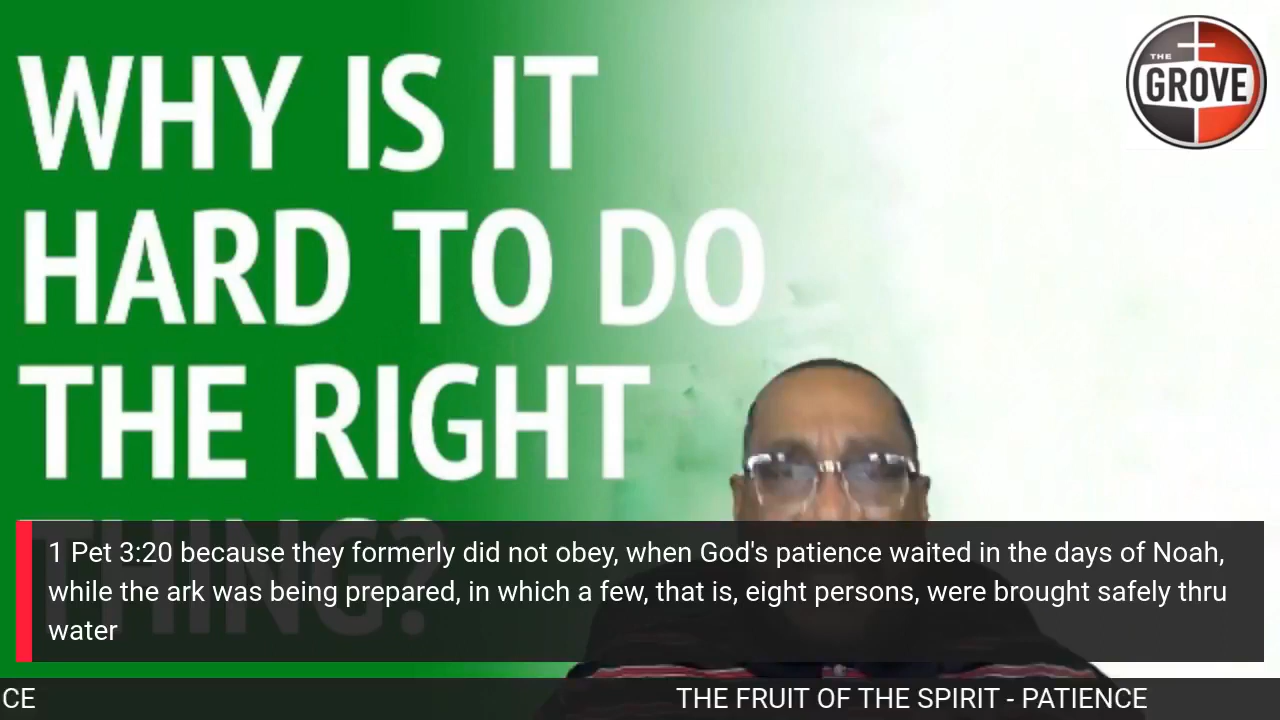 WHY IS IT
HARD TO DO
THE RIGHT
THING?
THE
GROVE
1 Pet 3:20 because they formerly did not obey, when God's patience waited in the days of Noah,
while the ark was being prepared, in which a few, that is, eight persons, were brought safely thru
water
CE THE FRUIT OF THE SPIRIT - PATIENCE